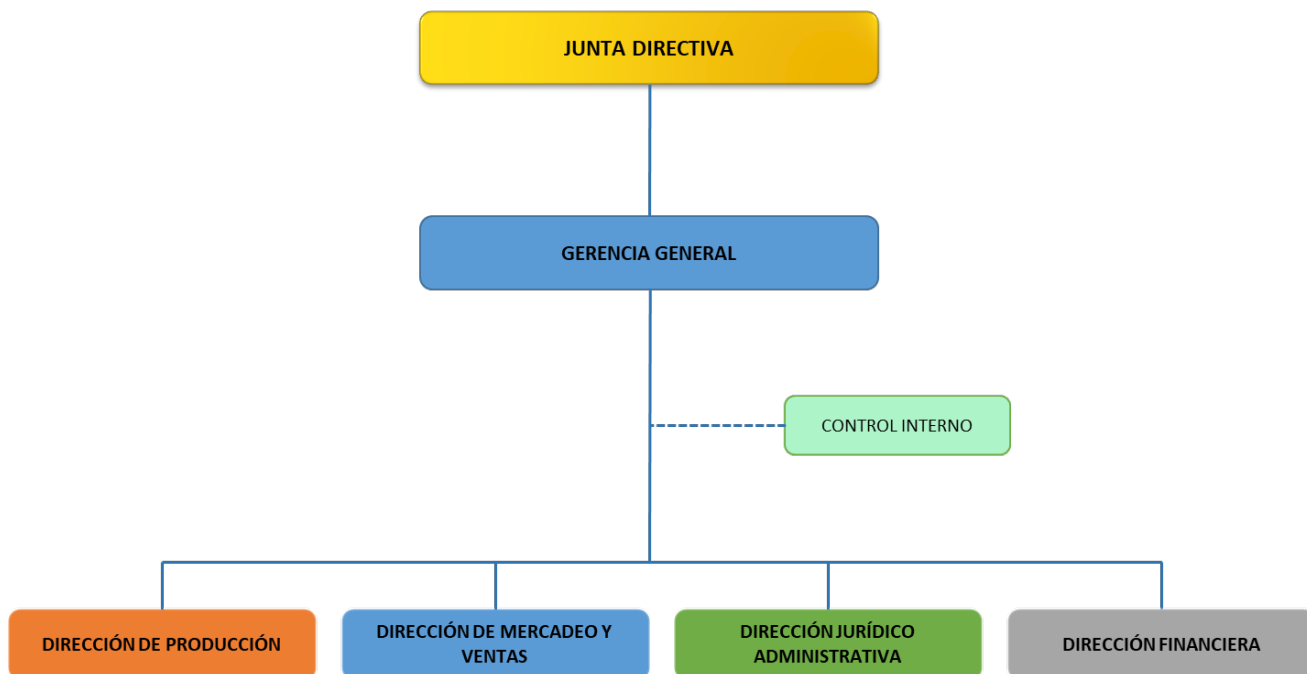 JUNTA DIRECTIVA
GERENCIA GENERAL
CONTROL INTERNO
DIRECCIÓN DE PRODUCCIÓN
DIRECCIÓN DE MERCADEO Y
VENTAS
DIRECCIÓN JURÍDICO
ADMINISTRATIVA
DIRECCIÓN FINANCIERA